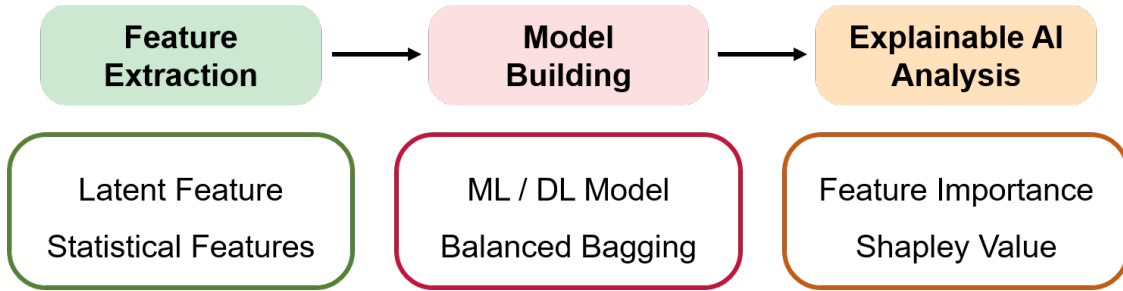 Feature
Extraction
Model
Building
Explainable AI
Analysis
Latent Feature
Statistical Features
ML / DL Model
Balanced Bagging
Feature Importance
Shapley Value